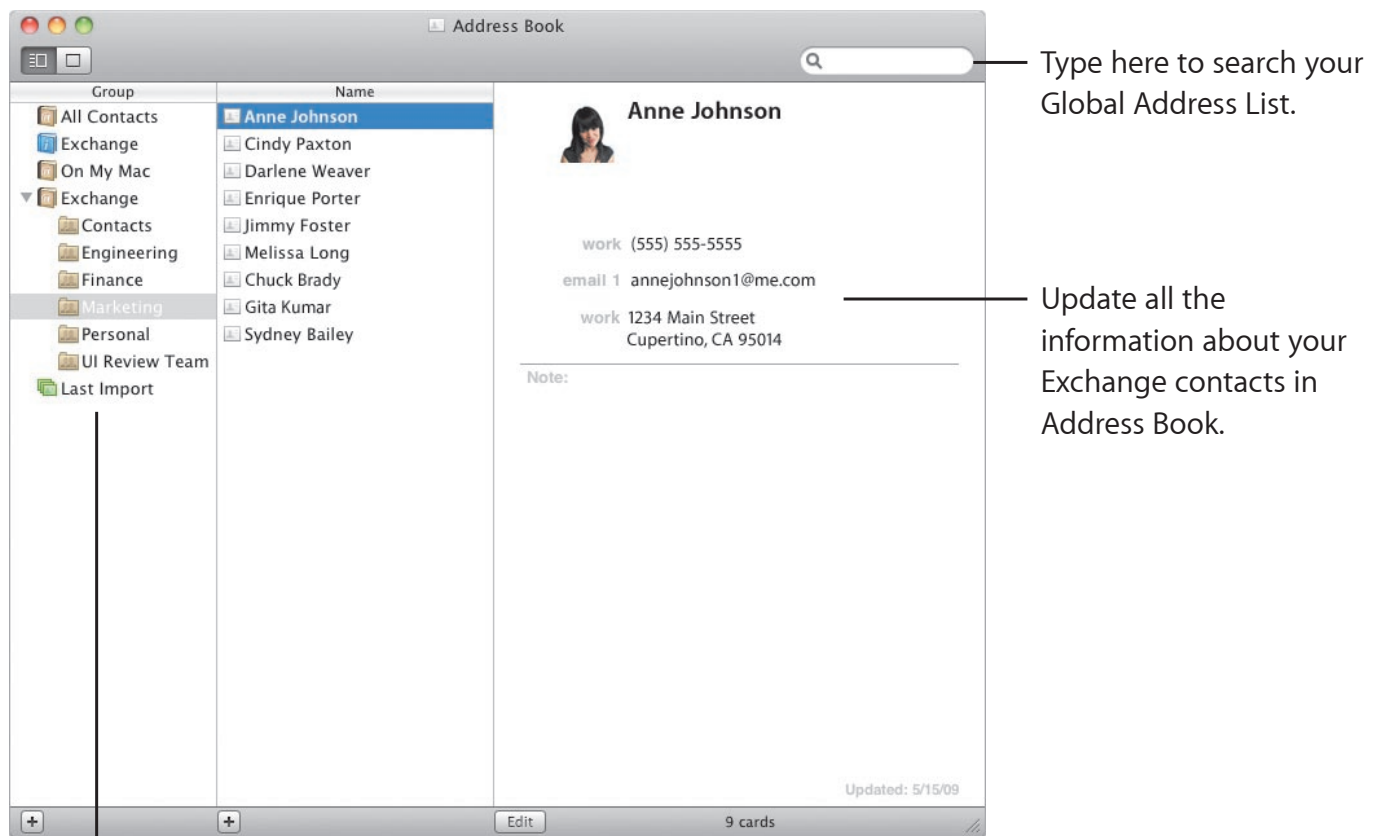 Address Book
Type here to search your
Global Address List.
Group
All Contacts
Exchange
On My Mac
Exchange
Contacts
Engineering
Finance
Marketing
Personal
UI Review Team
Last Import
Name
Anne Johnson
Cindy Paxton
Darlene Weaver
Enrique Porter
Jimmy Foster
Melissa Long
Chuck Brady
Gita Kumar
Sydney Bailey
Anne Johnson
work (555) 555-5555
email 1 annejohnson1@me.com
work 1234 Main Street
Cupertino, CA 95014
Note:
Updated: 5/15/09
Edit
9 cards
Update all the
information about your
Exchange contacts in
Address Book.